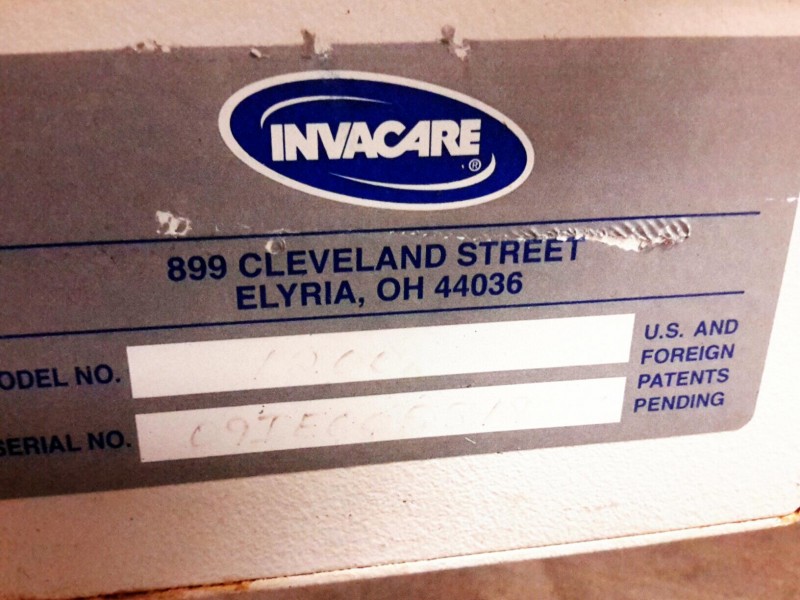 INVACARE ®
899 CLEVELAND STREET
ELYRIA, OH 44036
ODEL NO.
SERIAL NO.
U.S. AND
FOREIGN
PATENTS
PENDING